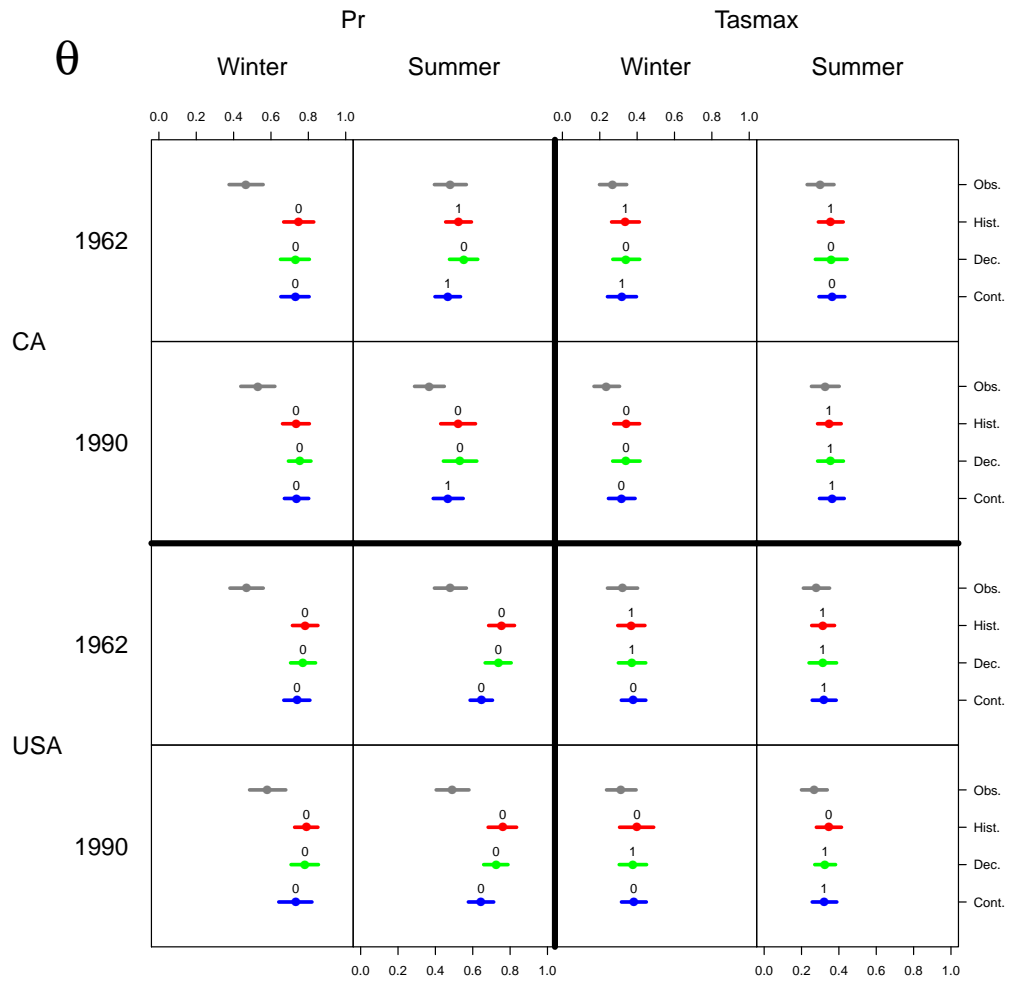 Pr Tasmax
θ Winter Summer Winter Summer
0.0 0.2 0.4 0.6 0.8 1.0 0.0 0.2 0.4 0.6 0.8 1.0
Obs.
0 1 1 1 Hist.
1962
0 0 0 0 Dec.
0 1 1 0 Cont.
CA
Obs.
0 0 0 1 Hist.
1990
0 0 0 1 Dec.
0 1 0 1 Cont.
Obs.
0 0 1 1 Hist.
1962
0 0 1 1 Dec.
0 0 0 1 Cont.
USA
Obs.
0 0 0 0 Hist.
1990
0 0 1 1 Dec.
0 0 0 1 Cont.
0.0 0.2 0.4 0.6 0.8 1.0 0.0 0.2 0.4 0.6 0.8 1.0